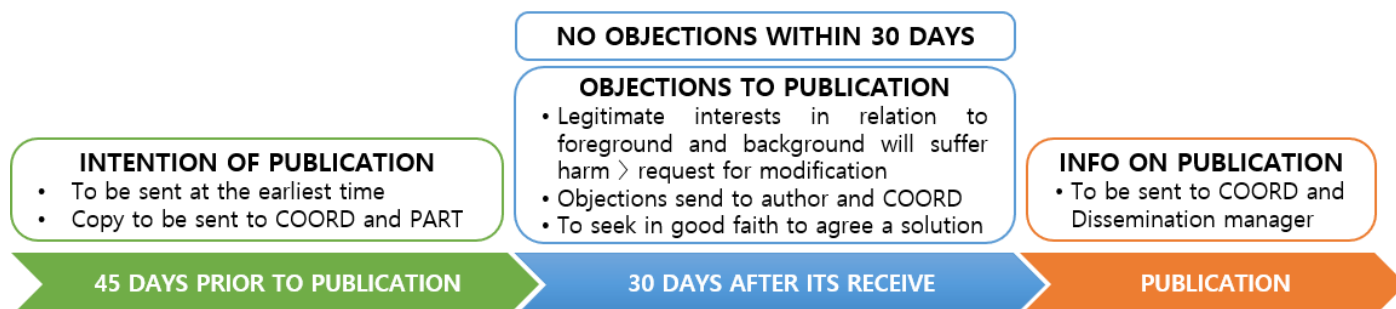 NO OBJECTIONS WITHIN 30 DAYS
OBJECTIONS TO PUBLICATION
• Legitimate interests in relation to
foreground and background will suffer
harm 〉 request for modification
• Objections send to author and COORD
• To seek in good faith to agree a solution
INTENTION OF PUBLICATION
• To be sent at the earliest time
• Copy to be sent to COORD and PART
INFO ON PUBLICATION
• To be sent to COORD and
Dissemination manager
45 DAYS PRIOR TO PUBLICATION
30 DAYS AFTER ITS RECEIVE
PUBLICATION